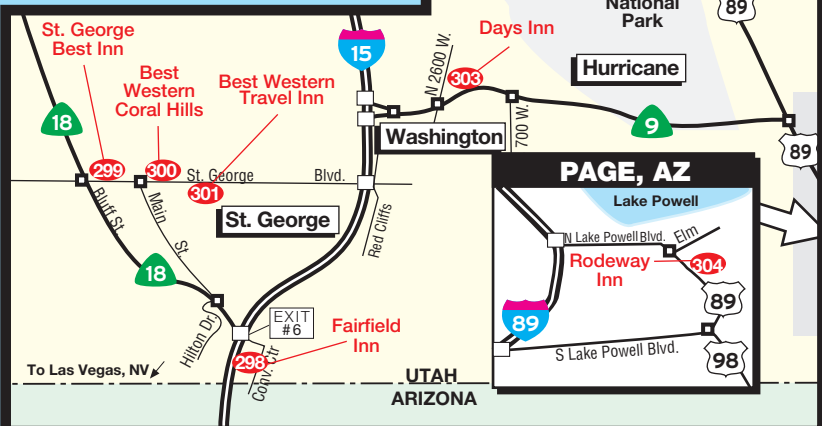 National
Park
89
St. George
Best Inn
Best
Western
Coral Hills
Best Western
Travel Inn
15
N 2600 W.
Days Inn
303
Hurricane
18
Washington
700 W.
9
89
299
300
St. George
Blvd.
301
Bluff St.
Main
St.
St. George
Red Cliffs
18
Hilton Dr.
EXIT
#6
Fairfield
Inn
298
Conv. Ctr
To Las Vegas, NV
UTAH
ARIZONA
PAGE, AZ
Lake Powell
N Lake Powell Blvd.
Elm
Rodeway
Inn
304
89
89
S Lake Powell Blvd.
98